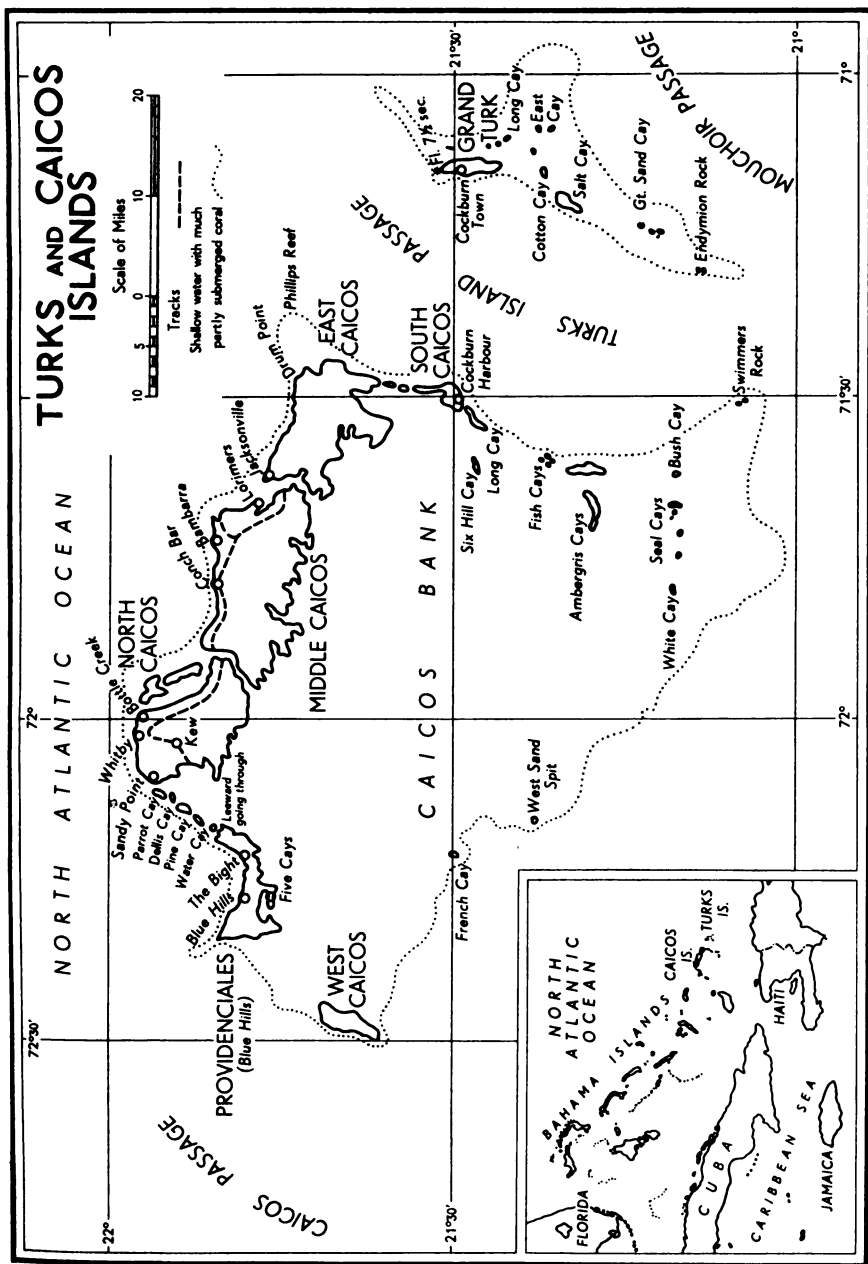 TURKS AND CAICOS
ISLANDS
Scale of Miles
10 5 0 10 20
Tracks
Shallow water with much
partly submerged coral
NORTH ATLANTIC OCEAN
72°30'
72°
71°30'
71°
22°
22°
21°30'
21°30'
21°
CAICOS
PASSAGE
PROVIDENCIALES
(Blue Hills)
Blue Hills
The Bight
Five Cays
Leeward
going through
Water Cay
Pine Cay
Dellis Cay
Parrot Cay
Sandy Point
Whitby
Kew
Bottle Creek
NORTH
CAICOS
WEST
CAICOS
MIDDLE CAICOS
Conch Bar
Bambarra
Lorimers
Jacksonville
Drum Point
Phillips Reef
EAST
CAICOS
SOUTH
CAICOS
Cockburn
Harbour
CAICOS BANK
Six Hill Cay
Long Cay
Fish Cays
Ambergris Cays
French Cay
West Sand
Spit
White Cay
Seal Cays
Bush Cay
Swimmers
Rock
TURKS
ISLAND
PASSAGE
Fl. 7½ sec.
GRAND
TURK
Cockburn
Town
Long Cay
East
Cay
Cotton Cay
Salt Cay
Gt. Sand Cay
Endymion Rock
MOUCHOIR PASSAGE
NORTH
ATLANTIC
OCEAN
FLORIDA
BAHAMA ISLANDS
CAICOS
IS.
TURKS
IS.
CUBA
HAITI
CARIBBEAN SEA
JAMAICA